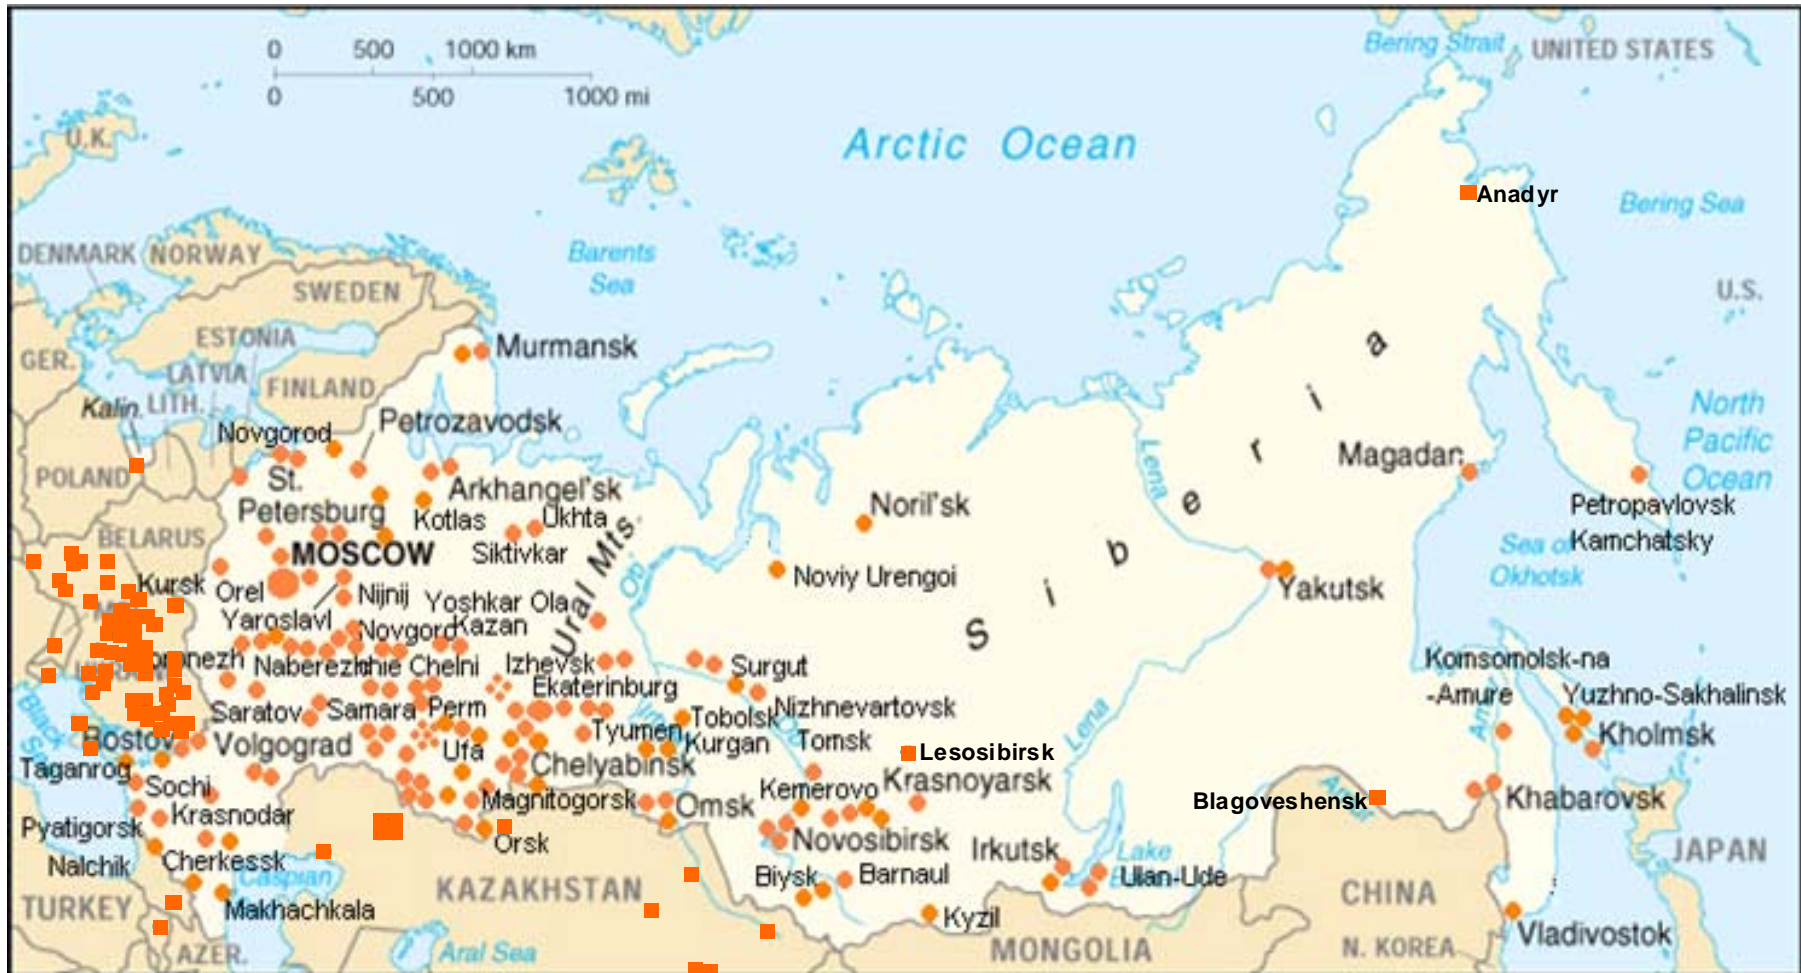 0 500 1000 km
0 500 1000 mi
Bering Strait
UNITED STATES
U.K.
Arctic Ocean
Anadyr
Bering Sea
DENMARK
NORWAY
Barents
Sea
SWEDEN
U.S.
ESTONIA
GER.
Murmansk
LATVIA
FINLAND
Kalin.
LITH.
North
Pacific
Ocean
Petrozavodsk
Novgorod
Lena
Magadan
POLAND
St.
Petersburg
Arkhangel'sk
Noril'sk
Petropavlovsk
Kamchatsky
Kotlas
Ukhta
BELARUS
MOSCOW
Siktivkar
Sea of
Okhotsk
Ural Mts.
Ob
Noviy Urengoi
Yakutsk
Kursk
Orel
Nijnij
Novgorod
Yoshkar Ola
Yaroslavl
Kazan
Siberia
Naberezhnie Chelni
Izhevsk
Surgut
Komsomolsk-na
-Amure
Ekaterinburg
Yuzhno-Sakhalinsk
Saratov
Samara
Perm
Tobolsk
Nizhnevartovsk
Black
Rostov
Volgograd
Ufa
Tyumen
Kurgan
Tomsk
Lesosibirsk
Lena
Kholmsk
Taganrog
Chelyabinsk
Sochi
Kemerovo
Krasnoyarsk
Amur
Magnitogorsk
Omsk
Blagoveshensk
Khabarovsk
Krasnodar
Pyatigorsk
Orsk
Novosibirsk
Irkutsk
Lake
JAPAN
Nalchik
Cherkessk
Caspian
KAZAKHSTAN
Biysk
Barnaul
Ulan-Ude
CHINA
TURKEY
Makhachkala
Kyzil
Vladivostok
AZER.
Aral Sea
MONGOLIA
N. KOREA